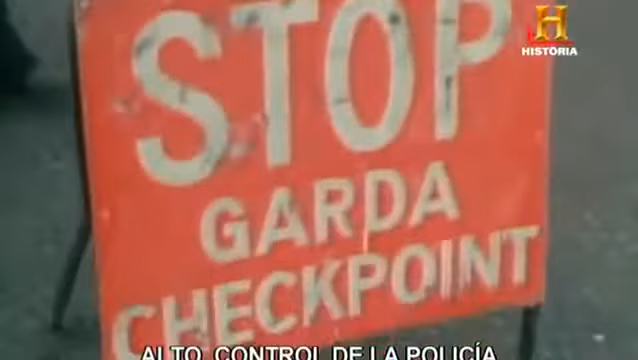 STOP
H
HISTORIA
GARDA
CHECKPOINT
ALTO, CONTROL DE LA POLICÍA